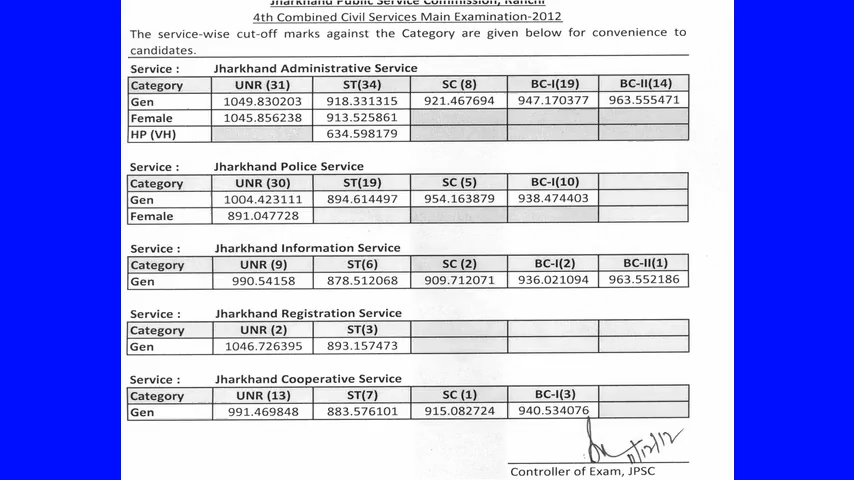 Jharkhand Public Service Commission, Ranchi
4th Combined Civil Services Main Examination-2012
The service-wise cut-off marks against the Category are given below for convenience to
candidates.
Service : Jharkhand Administrative Service
Category UNR (31) ST(34) SC (8) BC-I(19) BC-II(14)
Gen 1049.830203 918.331315 921.467694 947.170377 963.555471
Female 1045.856238 913.525861
HP (VH) 634.598179
Service : Jharkhand Police Service
Category UNR (30) ST(19) SC (5) BC-I(10)
Gen 1004.423111 894.614497 954.163879 938.474403
Female 891.047728
Service : Jharkhand Information Service
Category UNR (9) ST(6) SC (2) BC-I(2) BC-II(1)
Gen 990.54158 878.512068 909.712071 936.021094 963.552186
Service : Jharkhand Registration Service
Category UNR (2) ST(3)
Gen 1046.726395 893.157473
Service : Jharkhand Cooperative Service
Category UNR (13) ST(7) SC (1) BC-I(3)
Gen 991.469848 883.576101 915.082724 940.534076
Controller of Exam, JPSC